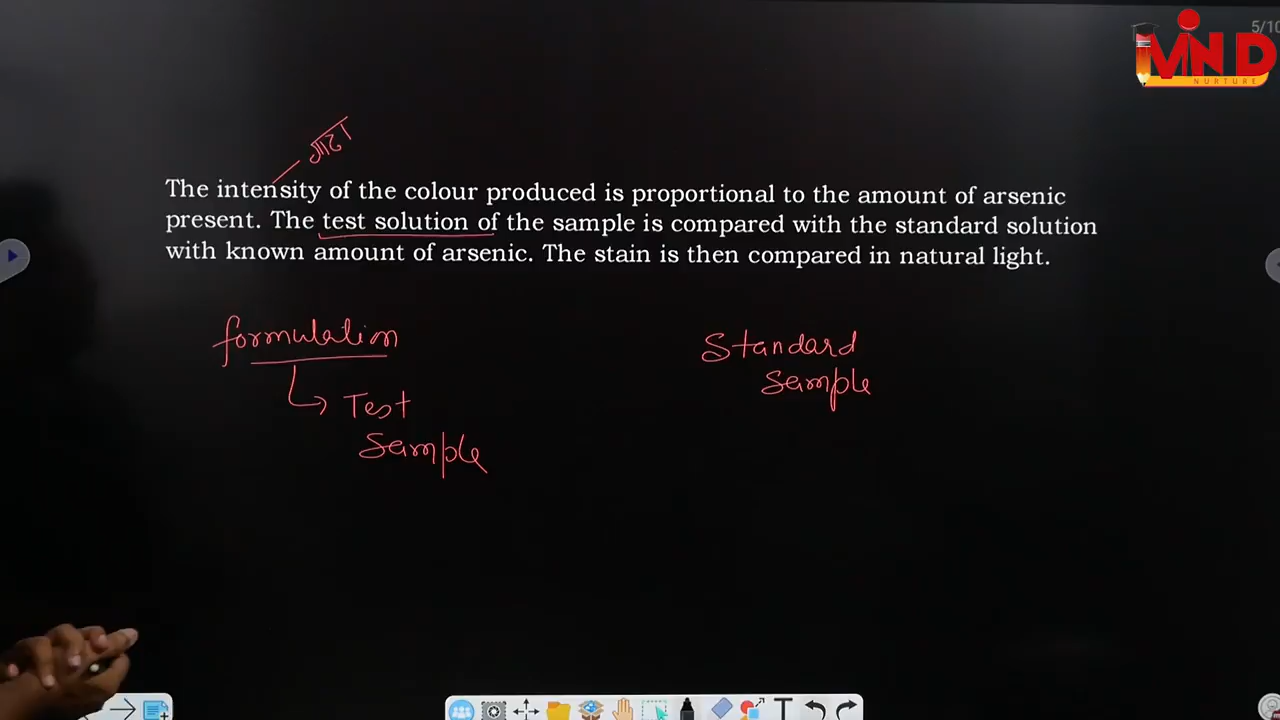 5/10
MIND
NURTURE
The intensity of the colour produced is proportional to the amount of arsenic
present. The test solution of the sample is compared with the standard solution
with known amount of arsenic. The stain is then compared in natural light.
formulation
Test
Sample
Standard
Sample
T